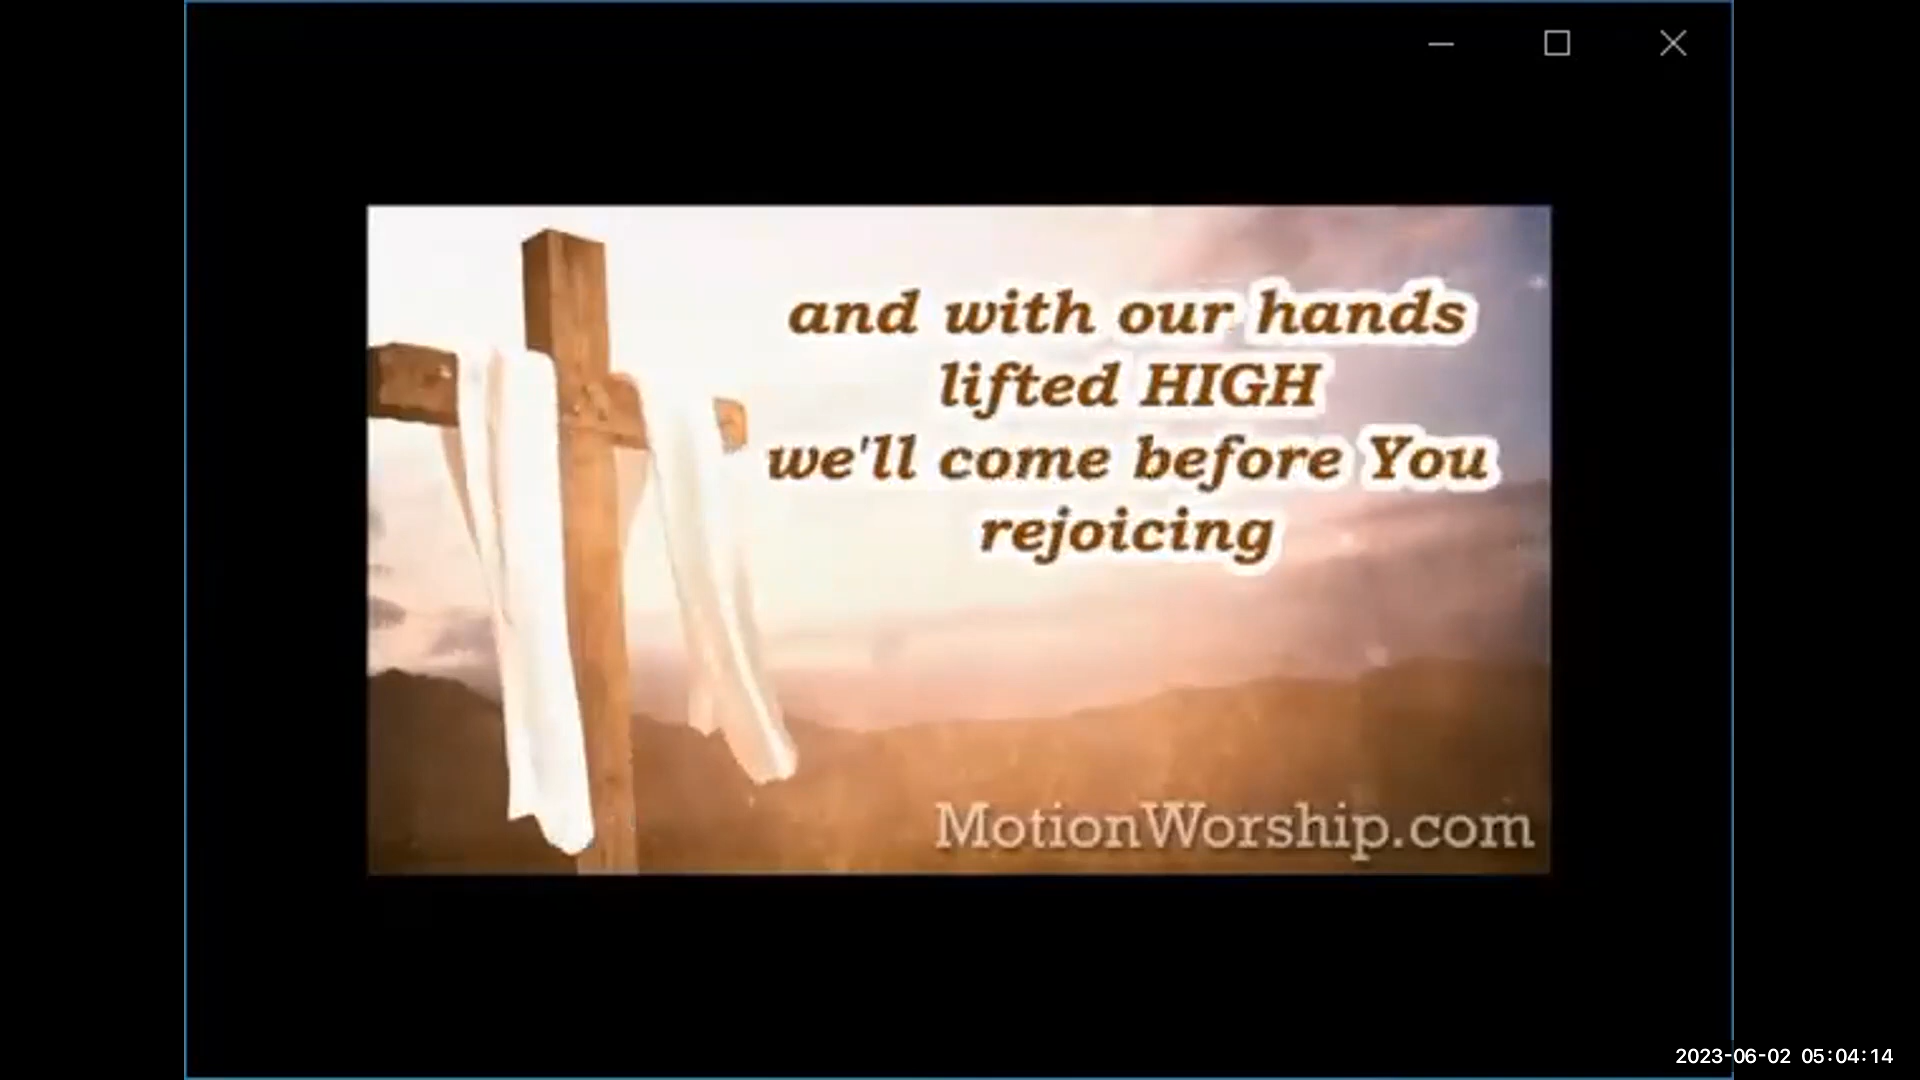 and with our hands
lifted HIGH
we'll come before You
rejoicing
MotionWorship.com
2023-06-02 05:04:14